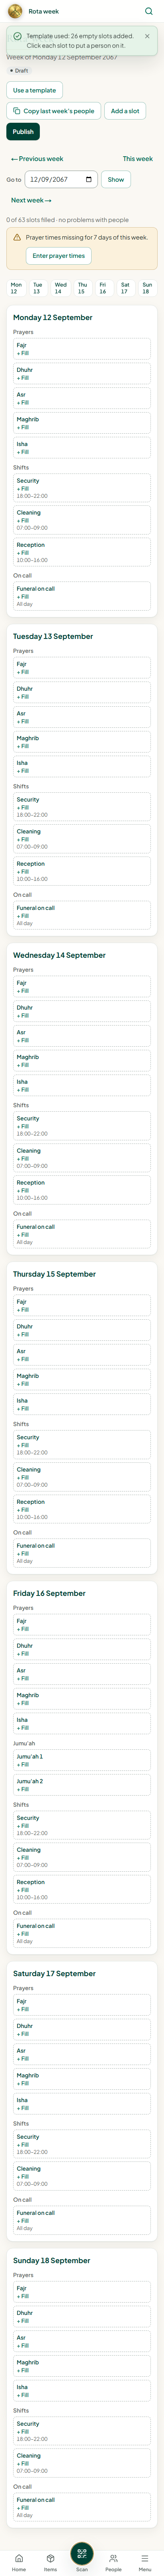 Rota week
Template used: 26 empty slots added.
Click each slot to put a person on it.
Week of Monday 12 September 2067
Draft
Use a template
Copy last week's people
Add a slot
Publish
← Previous week
This week
Go to
12/09/2067
Show
Next week →
0 of 63 slots filled · no problems with people
Prayer times missing for 7 days of this week.
Enter prayer times
Mon Tue Wed Thu Fri Sat Sun
12 13 14 15 16 17 18
Monday 12 September
Prayers
Fajr
+ Fill
Dhuhr
+ Fill
Asr
+ Fill
Maghrib
+ Fill
Isha
+ Fill
Shifts
Security
+ Fill
18:00–22:00
Cleaning
+ Fill
07:00–09:00
Reception
+ Fill
10:00–16:00
On call
Funeral on call
+ Fill
All day
Tuesday 13 September
Prayers
Fajr
+ Fill
Dhuhr
+ Fill
Asr
+ Fill
Maghrib
+ Fill
Isha
+ Fill
Shifts
Security
+ Fill
18:00–22:00
Cleaning
+ Fill
07:00–09:00
Reception
+ Fill
10:00–16:00
On call
Funeral on call
+ Fill
All day
Wednesday 14 September
Prayers
Fajr
+ Fill
Dhuhr
+ Fill
Asr
+ Fill
Maghrib
+ Fill
Isha
+ Fill
Shifts
Security
+ Fill
18:00–22:00
Cleaning
+ Fill
07:00–09:00
Reception
+ Fill
10:00–16:00
On call
Funeral on call
+ Fill
All day
Thursday 15 September
Prayers
Fajr
+ Fill
Dhuhr
+ Fill
Asr
+ Fill
Maghrib
+ Fill
Isha
+ Fill
Shifts
Security
+ Fill
18:00–22:00
Cleaning
+ Fill
07:00–09:00
Reception
+ Fill
10:00–16:00
On call
Funeral on call
+ Fill
All day
Friday 16 September
Prayers
Fajr
+ Fill
Dhuhr
+ Fill
Asr
+ Fill
Maghrib
+ Fill
Isha
+ Fill
Jumu'ah
Jumu'ah 1
+ Fill
Jumu'ah 2
+ Fill
Shifts
Security
+ Fill
18:00–22:00
Cleaning
+ Fill
07:00–09:00
Reception
+ Fill
10:00–16:00
On call
Funeral on call
+ Fill
All day
Saturday 17 September
Prayers
Fajr
+ Fill
Dhuhr
+ Fill
Asr
+ Fill
Maghrib
+ Fill
Isha
+ Fill
Shifts
Security
+ Fill
18:00–22:00
Cleaning
+ Fill
07:00–09:00
On call
Funeral on call
+ Fill
All day
Sunday 18 September
Prayers
Fajr
+ Fill
Dhuhr
+ Fill
Asr
+ Fill
Maghrib
+ Fill
Isha
+ Fill
Shifts
Security
+ Fill
18:00–22:00
Cleaning
+ Fill
07:00–09:00
On call
Funeral on call
+ Fill
All day
Home
Items
Scan
People
Menu